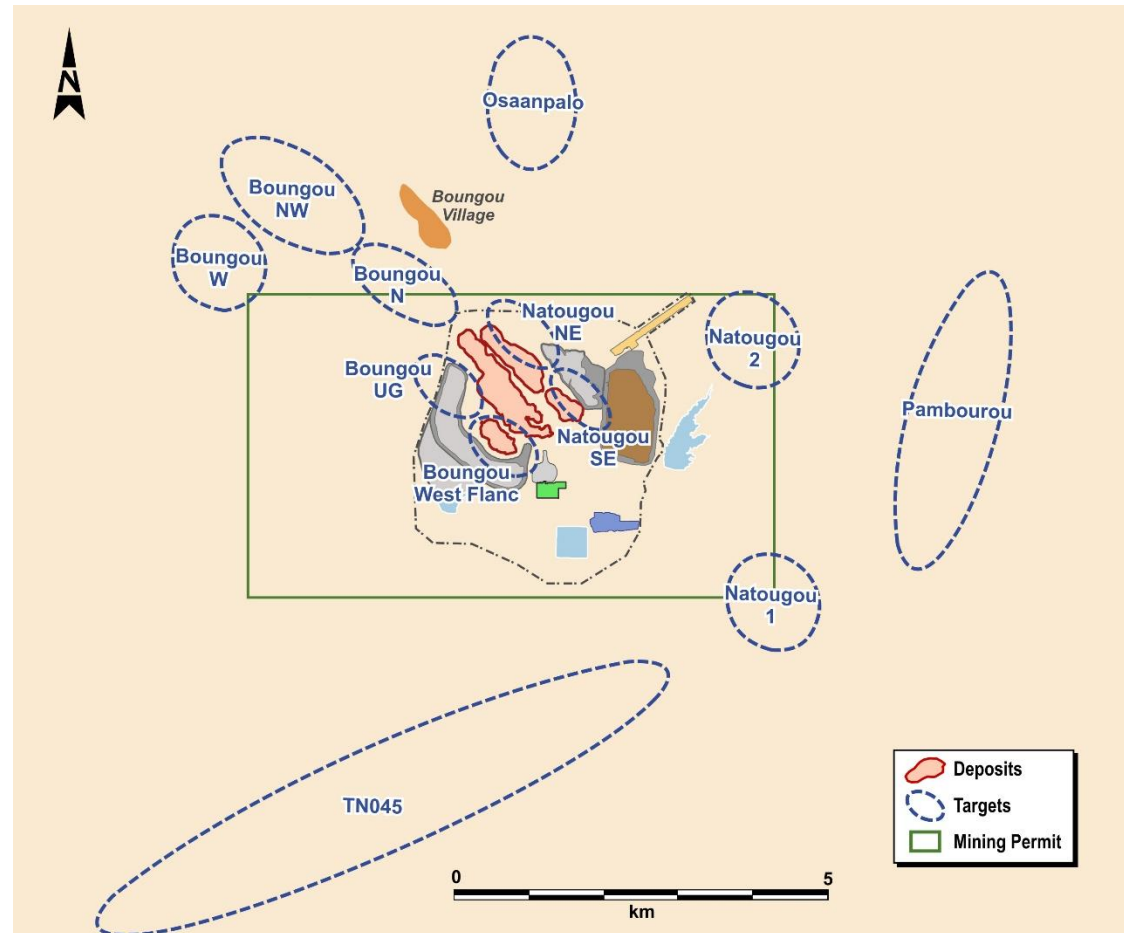 N
Osaanpalo
Boungou
NW
Boungou
Village
Boungou
W
Boungou
N
Natougou
NE
Natougou
2
Boungou
UG
Pambourou
Natougou
SE
Boungou
West Flanc
Natougou
1
TN045
Deposits
Targets
Mining Permit
0 5
km